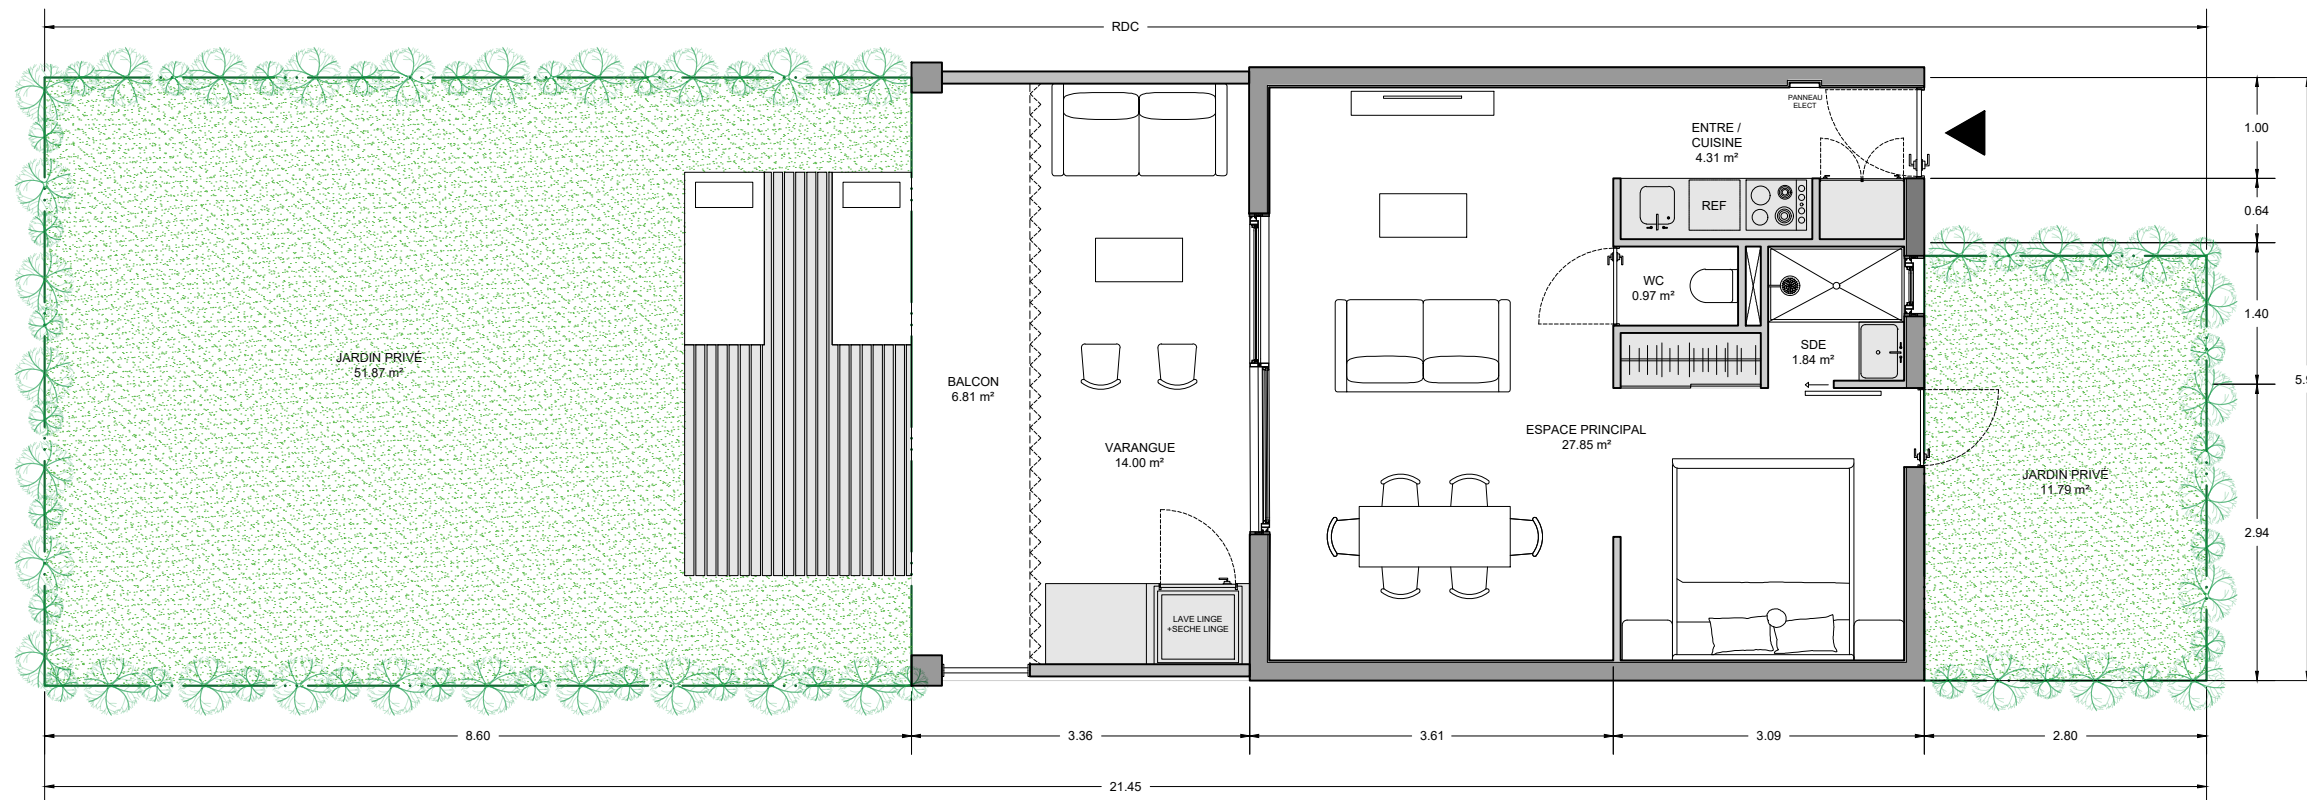 RDC
PANNEAU
ELECT
ENTRE /
CUISINE
4.31 m²
1.00
REF
0.64
WC
0.97 m²
1.40
SDE
1.84 m²
JARDIN PRIVÉ
51.87 m²
BALCON
6.81 m²
VARANGUE
14.00 m²
ESPACE PRINCIPAL
27.85 m²
JARDIN PRIVÉ
11.79 m²
2.94
LAVE LINGE
+SECHE LINGE
8.60
3.36
3.61
3.09
2.80
21.45